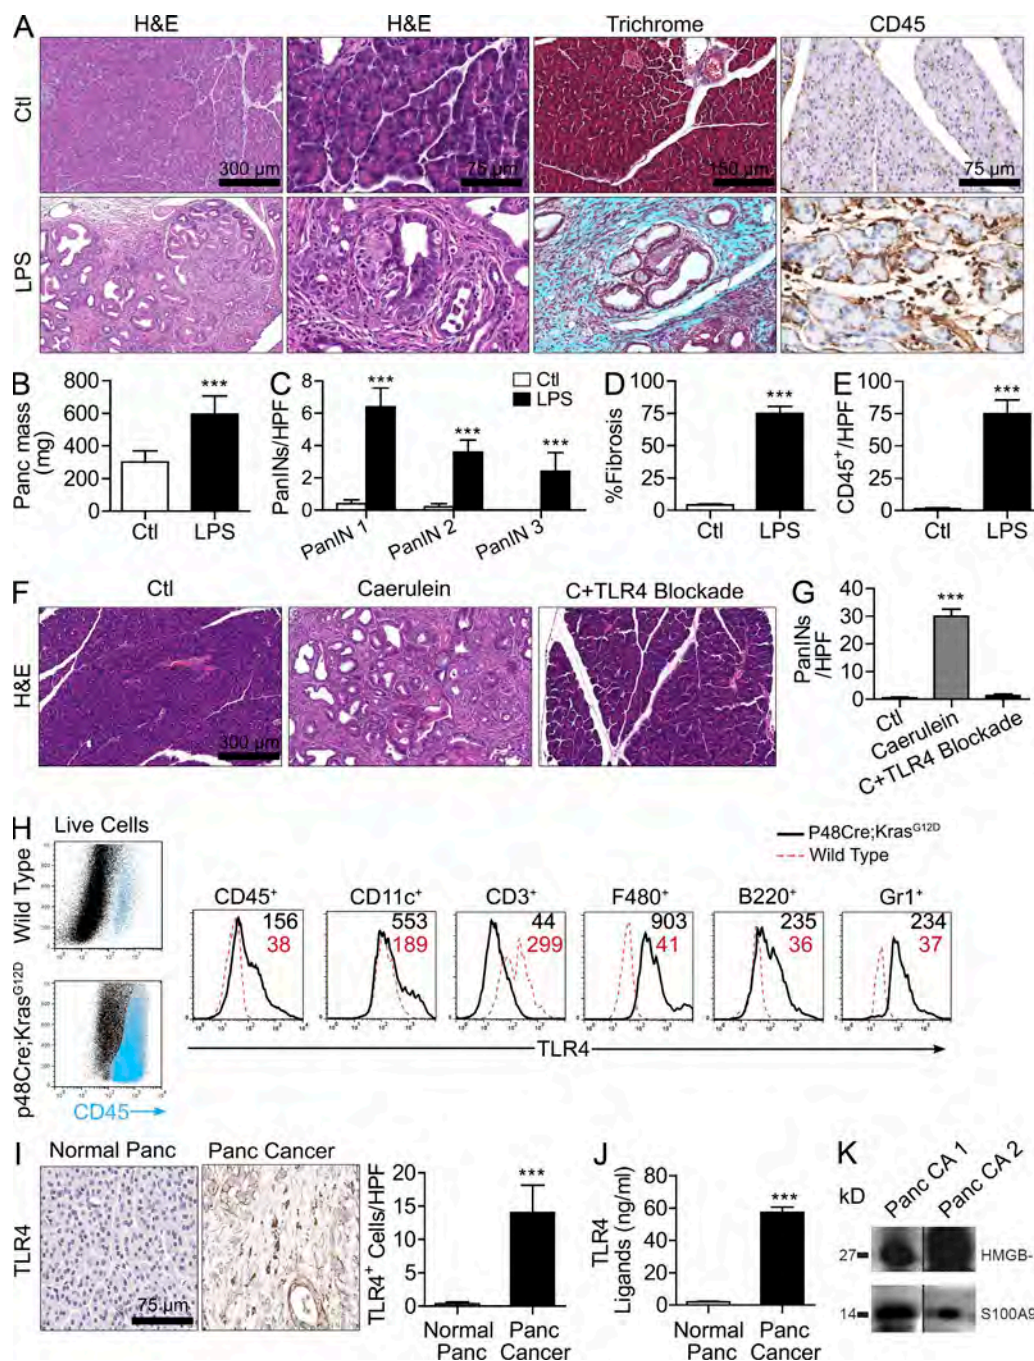 A H&E H&E Trichrome CD45
Ctl
300 µm 75 µm 150 µm 75 µm
LPS
B C D E
Panc mass
(mg)
800
600
400
200
0
***
Ctl LPS
PanINs/HPF
8
6
4
2
0
*** *** ***
Ctl
LPS
PanIN 1 PanIN 2 PanIN 3
%Fibrosis
100
75
50
25
0
***
Ctl LPS
CD45+/HPF
100
75
50
25
0
***
Ctl LPS
F Ctl Caerulein C+TLR4 Blockade
H&E
300 µm
G
PanINs
/HPF
40
30
20
10
0
***
Ctl
Caerulein
C+TLR4 Blockade
H Live Cells
Wild Type
p48Cre;KrasG12D
CD45
P48Cre;KrasG12D
Wild Type
CD45+ CD11c+ CD3+ F480+ B220+ Gr1+
156 553 44 903 235 234
38 189 299 41 36 37
TLR4
I Normal Panc Panc Cancer
TLR4
75 µm
TLR4+ Cells/HPF
20
15
10
5
0
***
Normal Panc
Panc Cancer
J
TLR4
Ligands (ng/ml)
80
60
40
20
0
***
Normal Panc
Panc Cancer
K
Panc CA 1 Panc CA 2
kD
27 HMGB-
14 S100A9